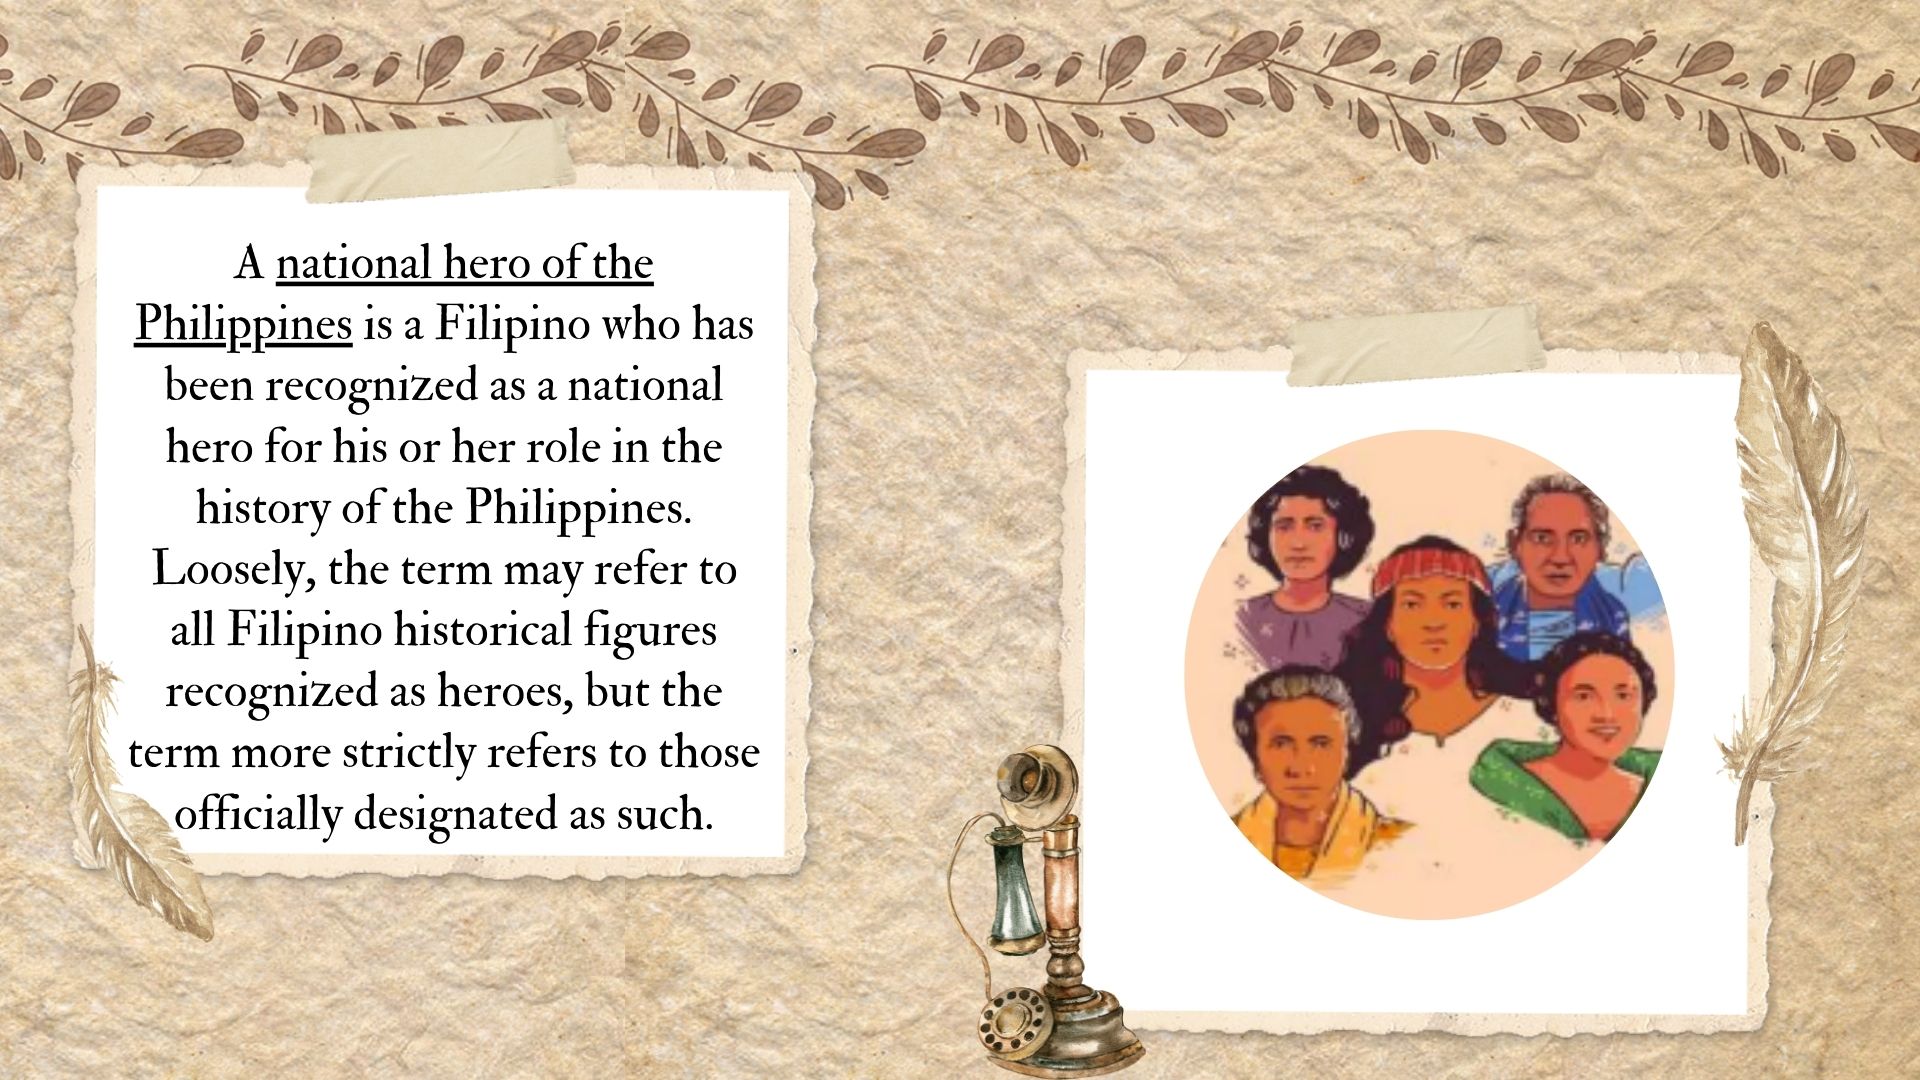 A national hero of the
Philippines is a Filipino who has
been recognized as a national
hero for his or her role in the
history of the Philippines.
Loosely, the term may refer to
all Filipino historical figures
recognized as heroes, but the
term more strictly refers to those
officially designated as such.